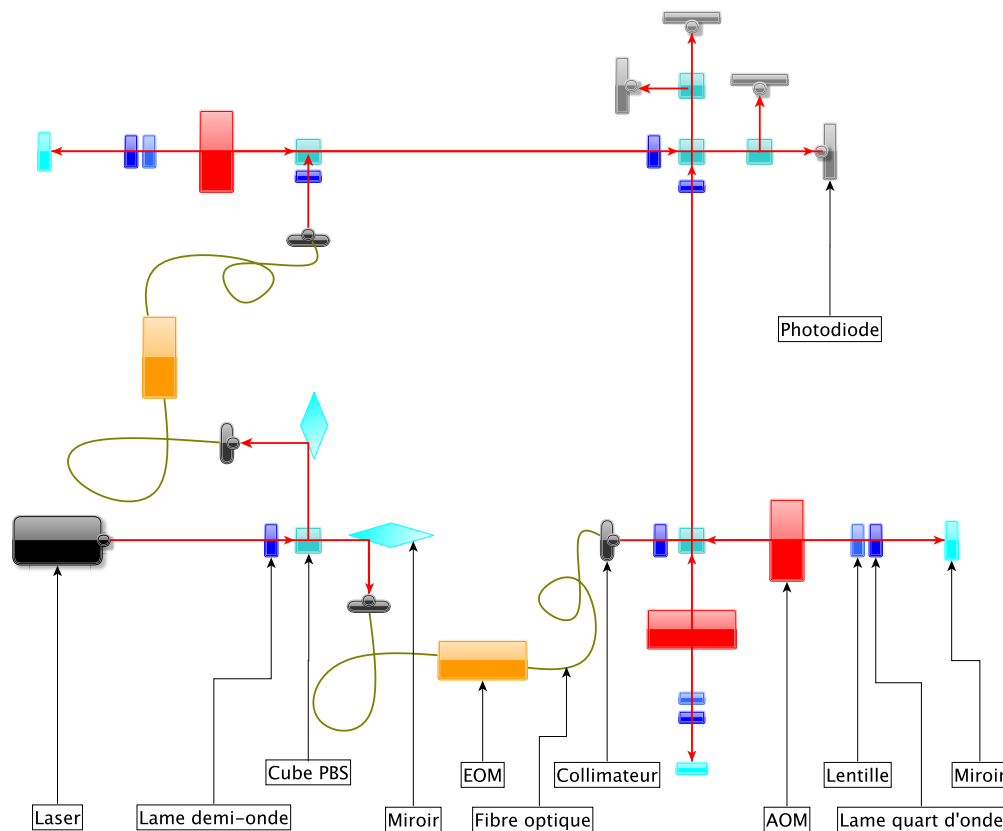 Photodiode
Cube PBS
EOM
Collimateur
Lentille
Miroir
Laser
Lame demi-onde
Miroir
Fibre optique
AOM
Lame quart d'onde